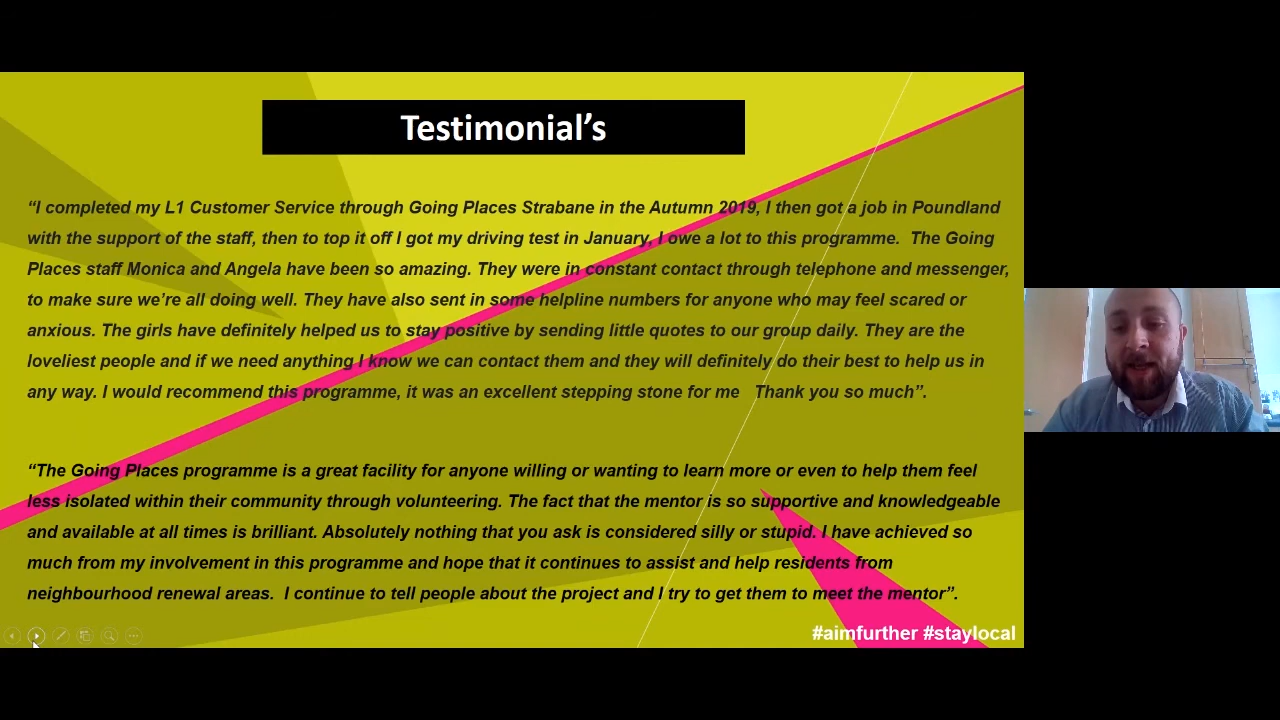 Testimonial’s
“I completed my L1 Customer Service through Going Places Strabane in the Autumn 2019, I then got a job in Poundland
with the support of the staff, then to top it off I got my driving test in January, I owe a lot to this programme.  The Going
Places staff Monica and Angela have been so amazing. They were in constant contact through telephone and messenger,
to make sure we’re all doing well. They have also sent in some helpline numbers for anyone who may feel scared or
anxious. The girls have definitely helped us to stay positive by sending little quotes to our group daily. They are the
loveliest people and if we need anything I know we can contact them and they will definitely do their best to help us in
any way. I would recommend this programme, it was an excellent stepping stone for me   Thank you so much”.
“The Going Places programme is a great facility for anyone willing or wanting to learn more or even to help them feel
less isolated within their community through volunteering. The fact that the mentor is so supportive and knowledgeable
and available at all times is brilliant. Absolutely nothing that you ask is considered silly or stupid. I have achieved so
much from my involvement in this programme and hope that it continues to assist and help residents from
neighbourhood renewal areas.  I continue to tell people about the project and I try to get them to meet the mentor”.
#aimfurther #staylocal